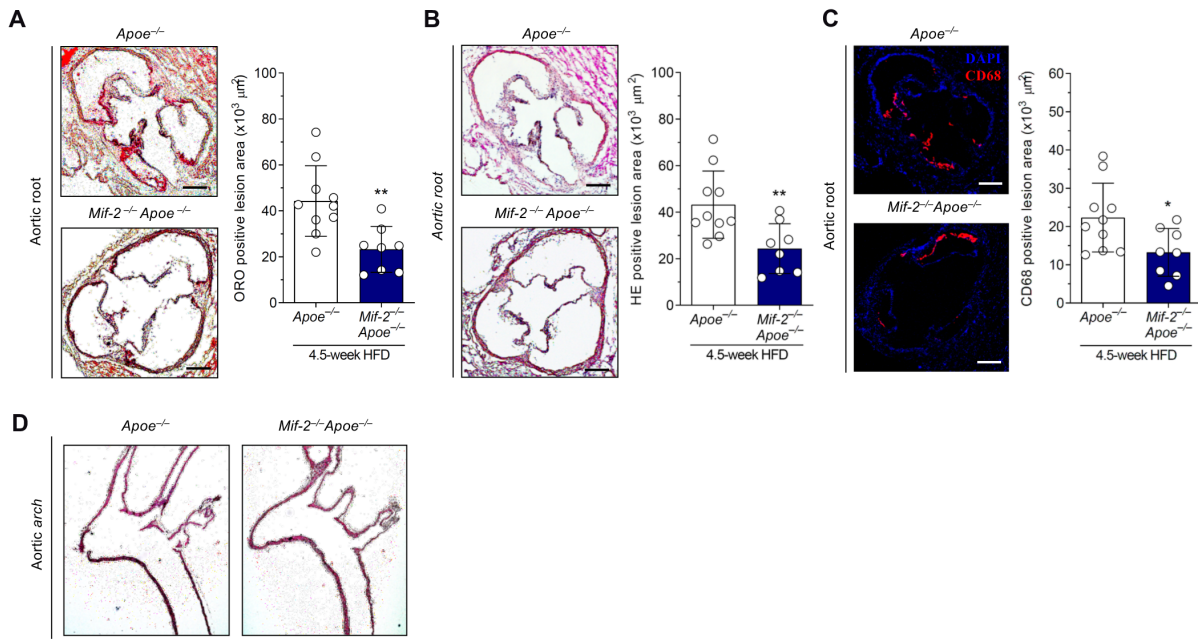 A
Apoe–/–
Aortic root
Mif-2–/– Apoe–/–
ORO positive lesion area (x10³ μm²)
100
80
60
40
20
0
**
Apoe–/–
Mif-2–/–
Apoe–/–
4.5-week HFD
B
Apoe–/–
Aortic root
Mif-2–/– Apoe–/–
HE positive lesion area (x10³ μm²)
100
80
60
40
20
0
**
Apoe–/–
Mif-2–/–
Apoe–/–
4.5-week HFD
C
Apoe–/–
DAPI
CD68
Aortic root
Mif-2–/–Apoe–/–
CD68 positive lesion area (x10³ μm²)
60
50
40
30
20
10
0
*
Apoe–/–
Mif-2–/–
Apoe–/–
4.5-week HFD
D
Apoe–/–
Mif-2–/–Apoe–/–
Aortic arch